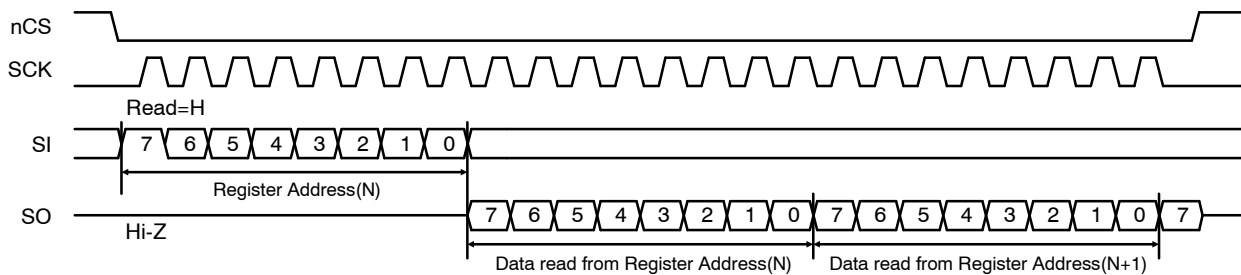 nCS
SCK
Read=H
SI 7 6 5 4 3 2 1 0
Register Address(N)
SO 7 6 5 4 3 2 1 0 7 6 5 4 3 2 1 0 7
Hi-Z
Data read from Register Address(N) Data read from Register Address(N+1)